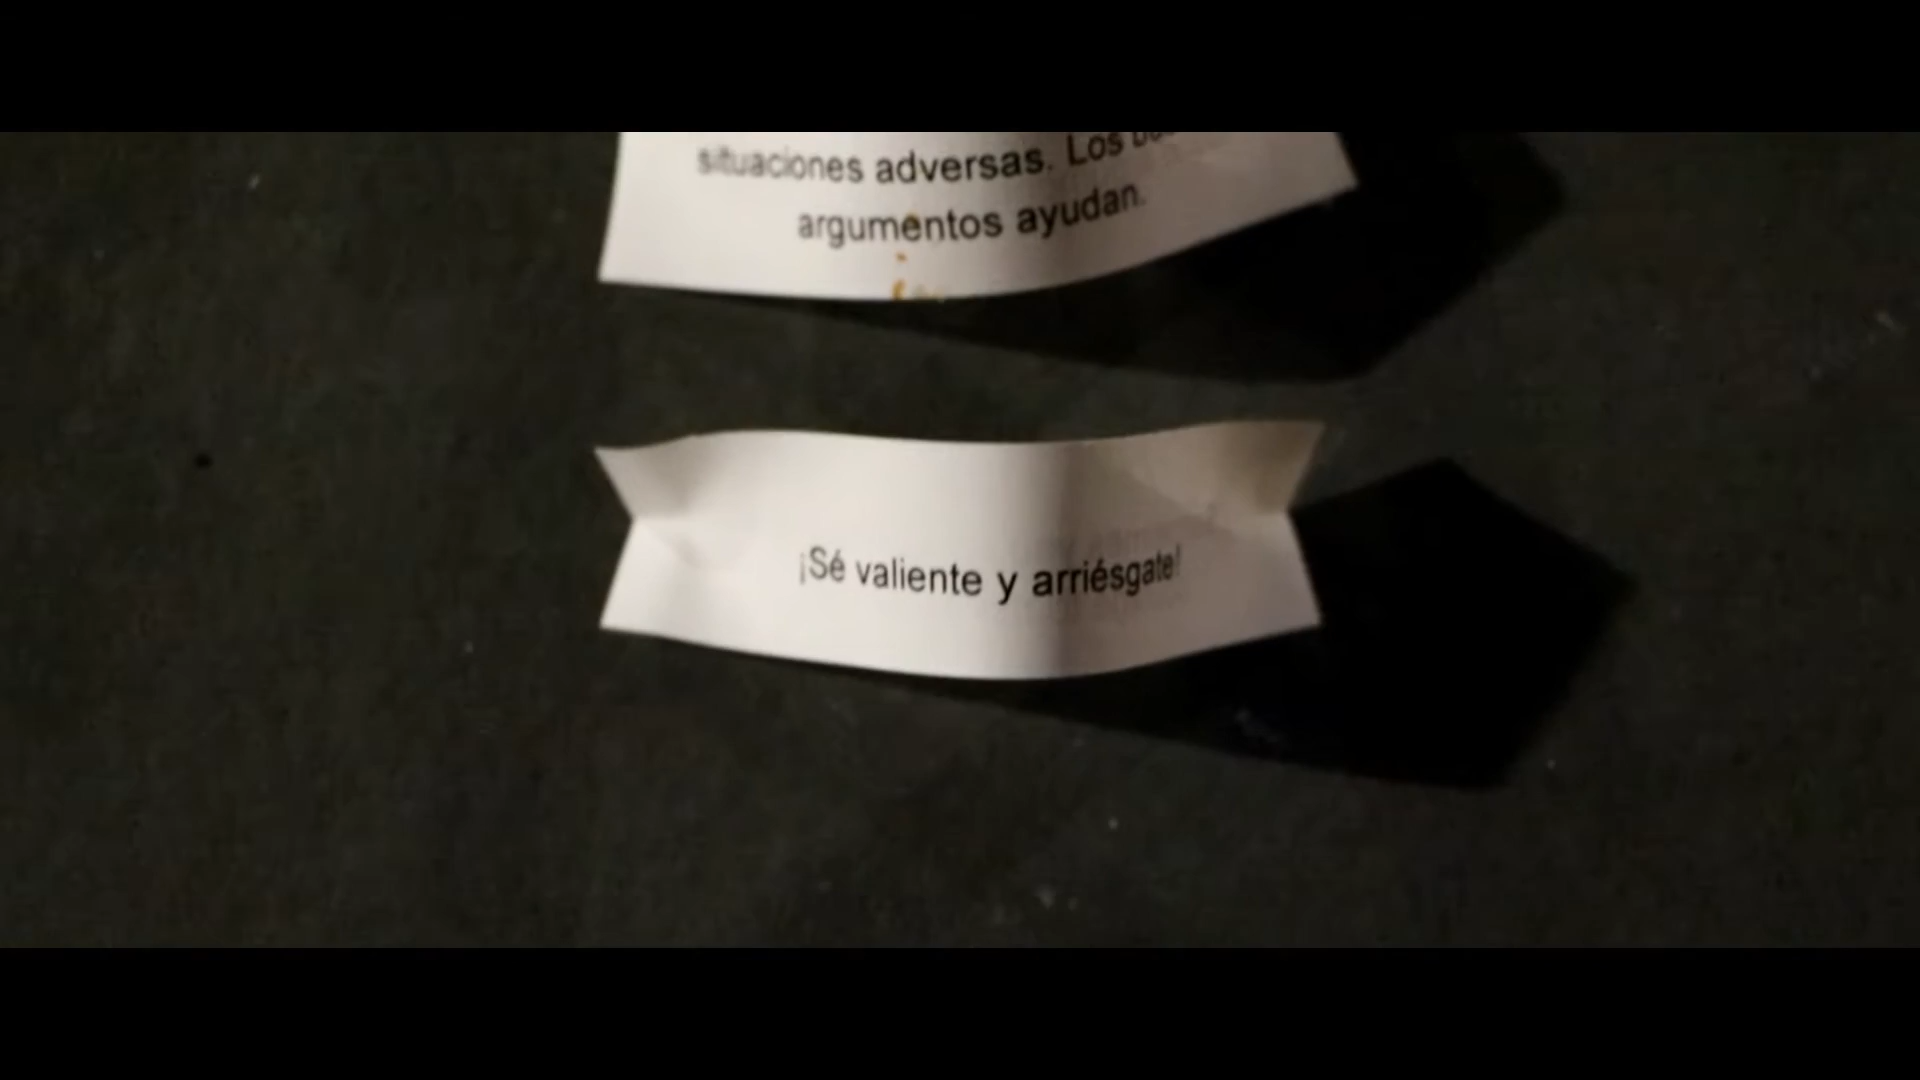 situaciones adversas. Los
argumentos ayudan.
¡Sé valiente y arriésgate!